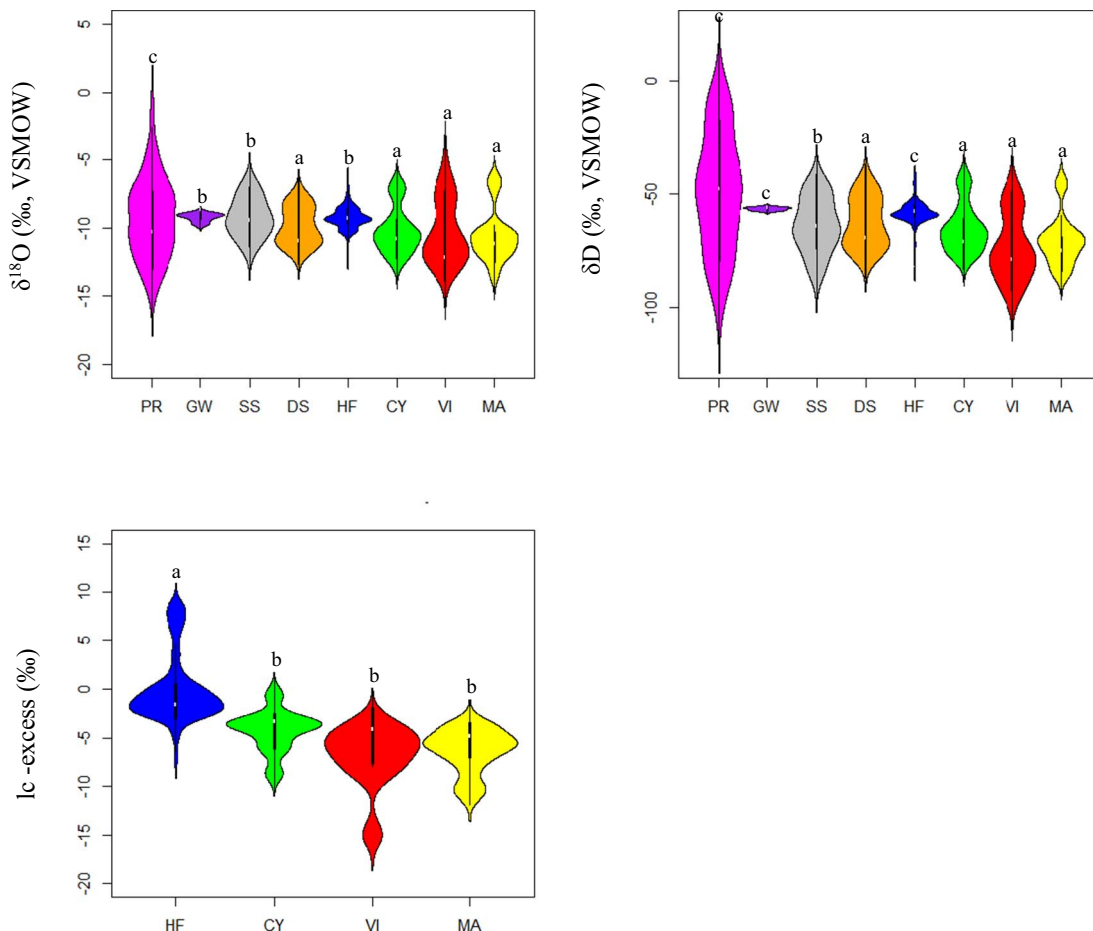 δ¹⁸O (‰, VSMOW)
5
0
-5
-10
-15
-20
c
b
b
a
b
a
a
a
PR GW SS DS HF CY VI MA
δD (‰, VSMOW)
0
-50
-100
c
c
b
a
c
a
a
a
PR GW SS DS HF CY VI MA
lc -excess (‰)
15
10
5
0
-5
-10
-15
-20
a
b
b
b
HF CY VI MA